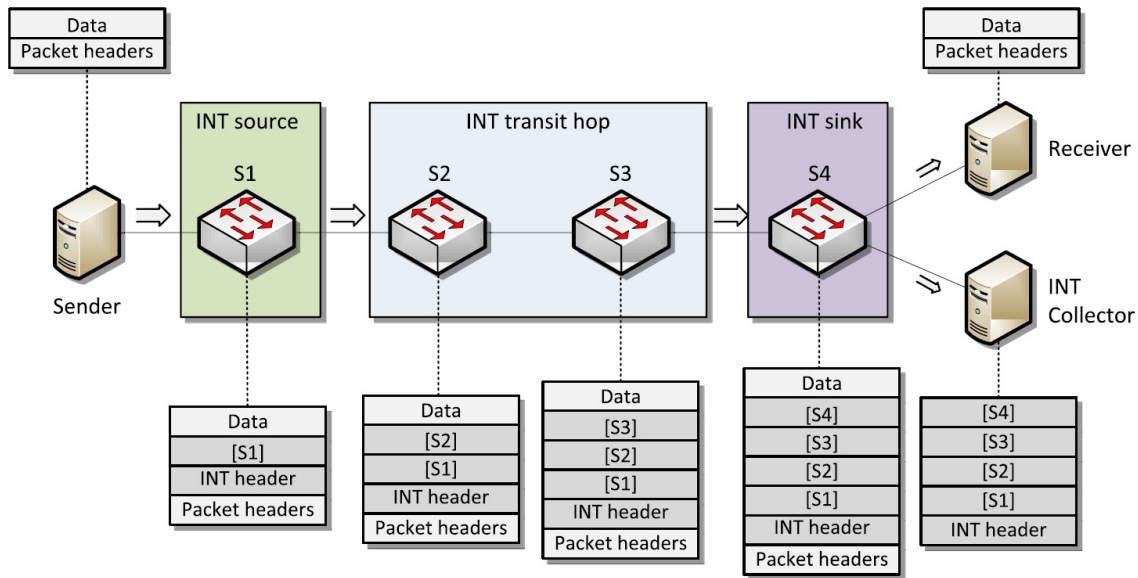 Data
Packet headers
Data
Packet headers
INT source
INT transit hop
INT sink
S1
S2
S3
S4
Sender
Receiver
INT
Collector
Data
[S1]
INT header
Packet headers
Data
[S2]
[S1]
INT header
Packet headers
Data
[S3]
[S2]
[S1]
INT header
Packet headers
Data
[S4]
[S3]
[S2]
[S1]
INT header
Packet headers
[S4]
[S3]
[S2]
[S1]
INT header